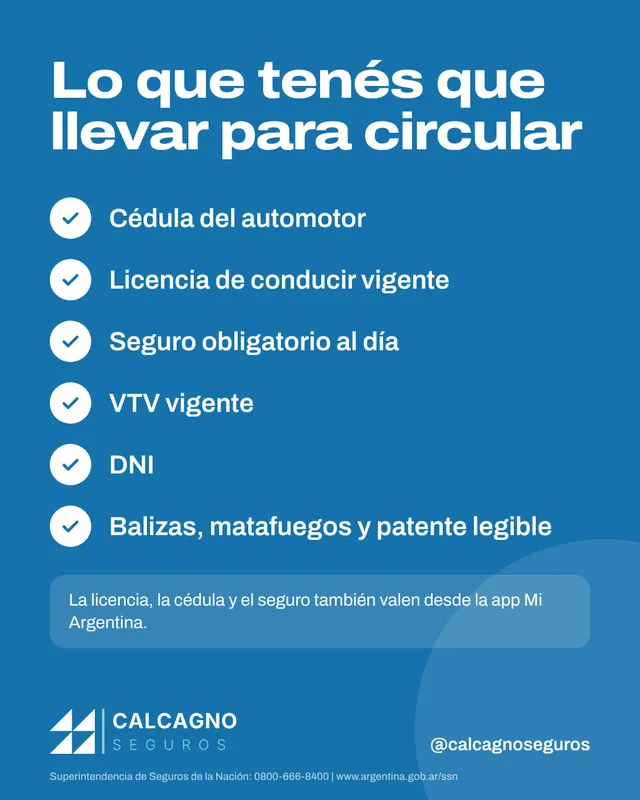 Lo que tenés que
llevar para circular
Cédula del automotor
Licencia de conducir vigente
Seguro obligatorio al día
VTV vigente
DNI
Balizas, matafuegos y patente legible
La licencia, la cédula y el seguro también valen desde la app Mi
Argentina.
CALCAGNO
SEGUROS
@calcagnoseguros
Superintendencia de Seguros de la Nación: 0800-666-8400 | www.argentina.gob.ar/ssn